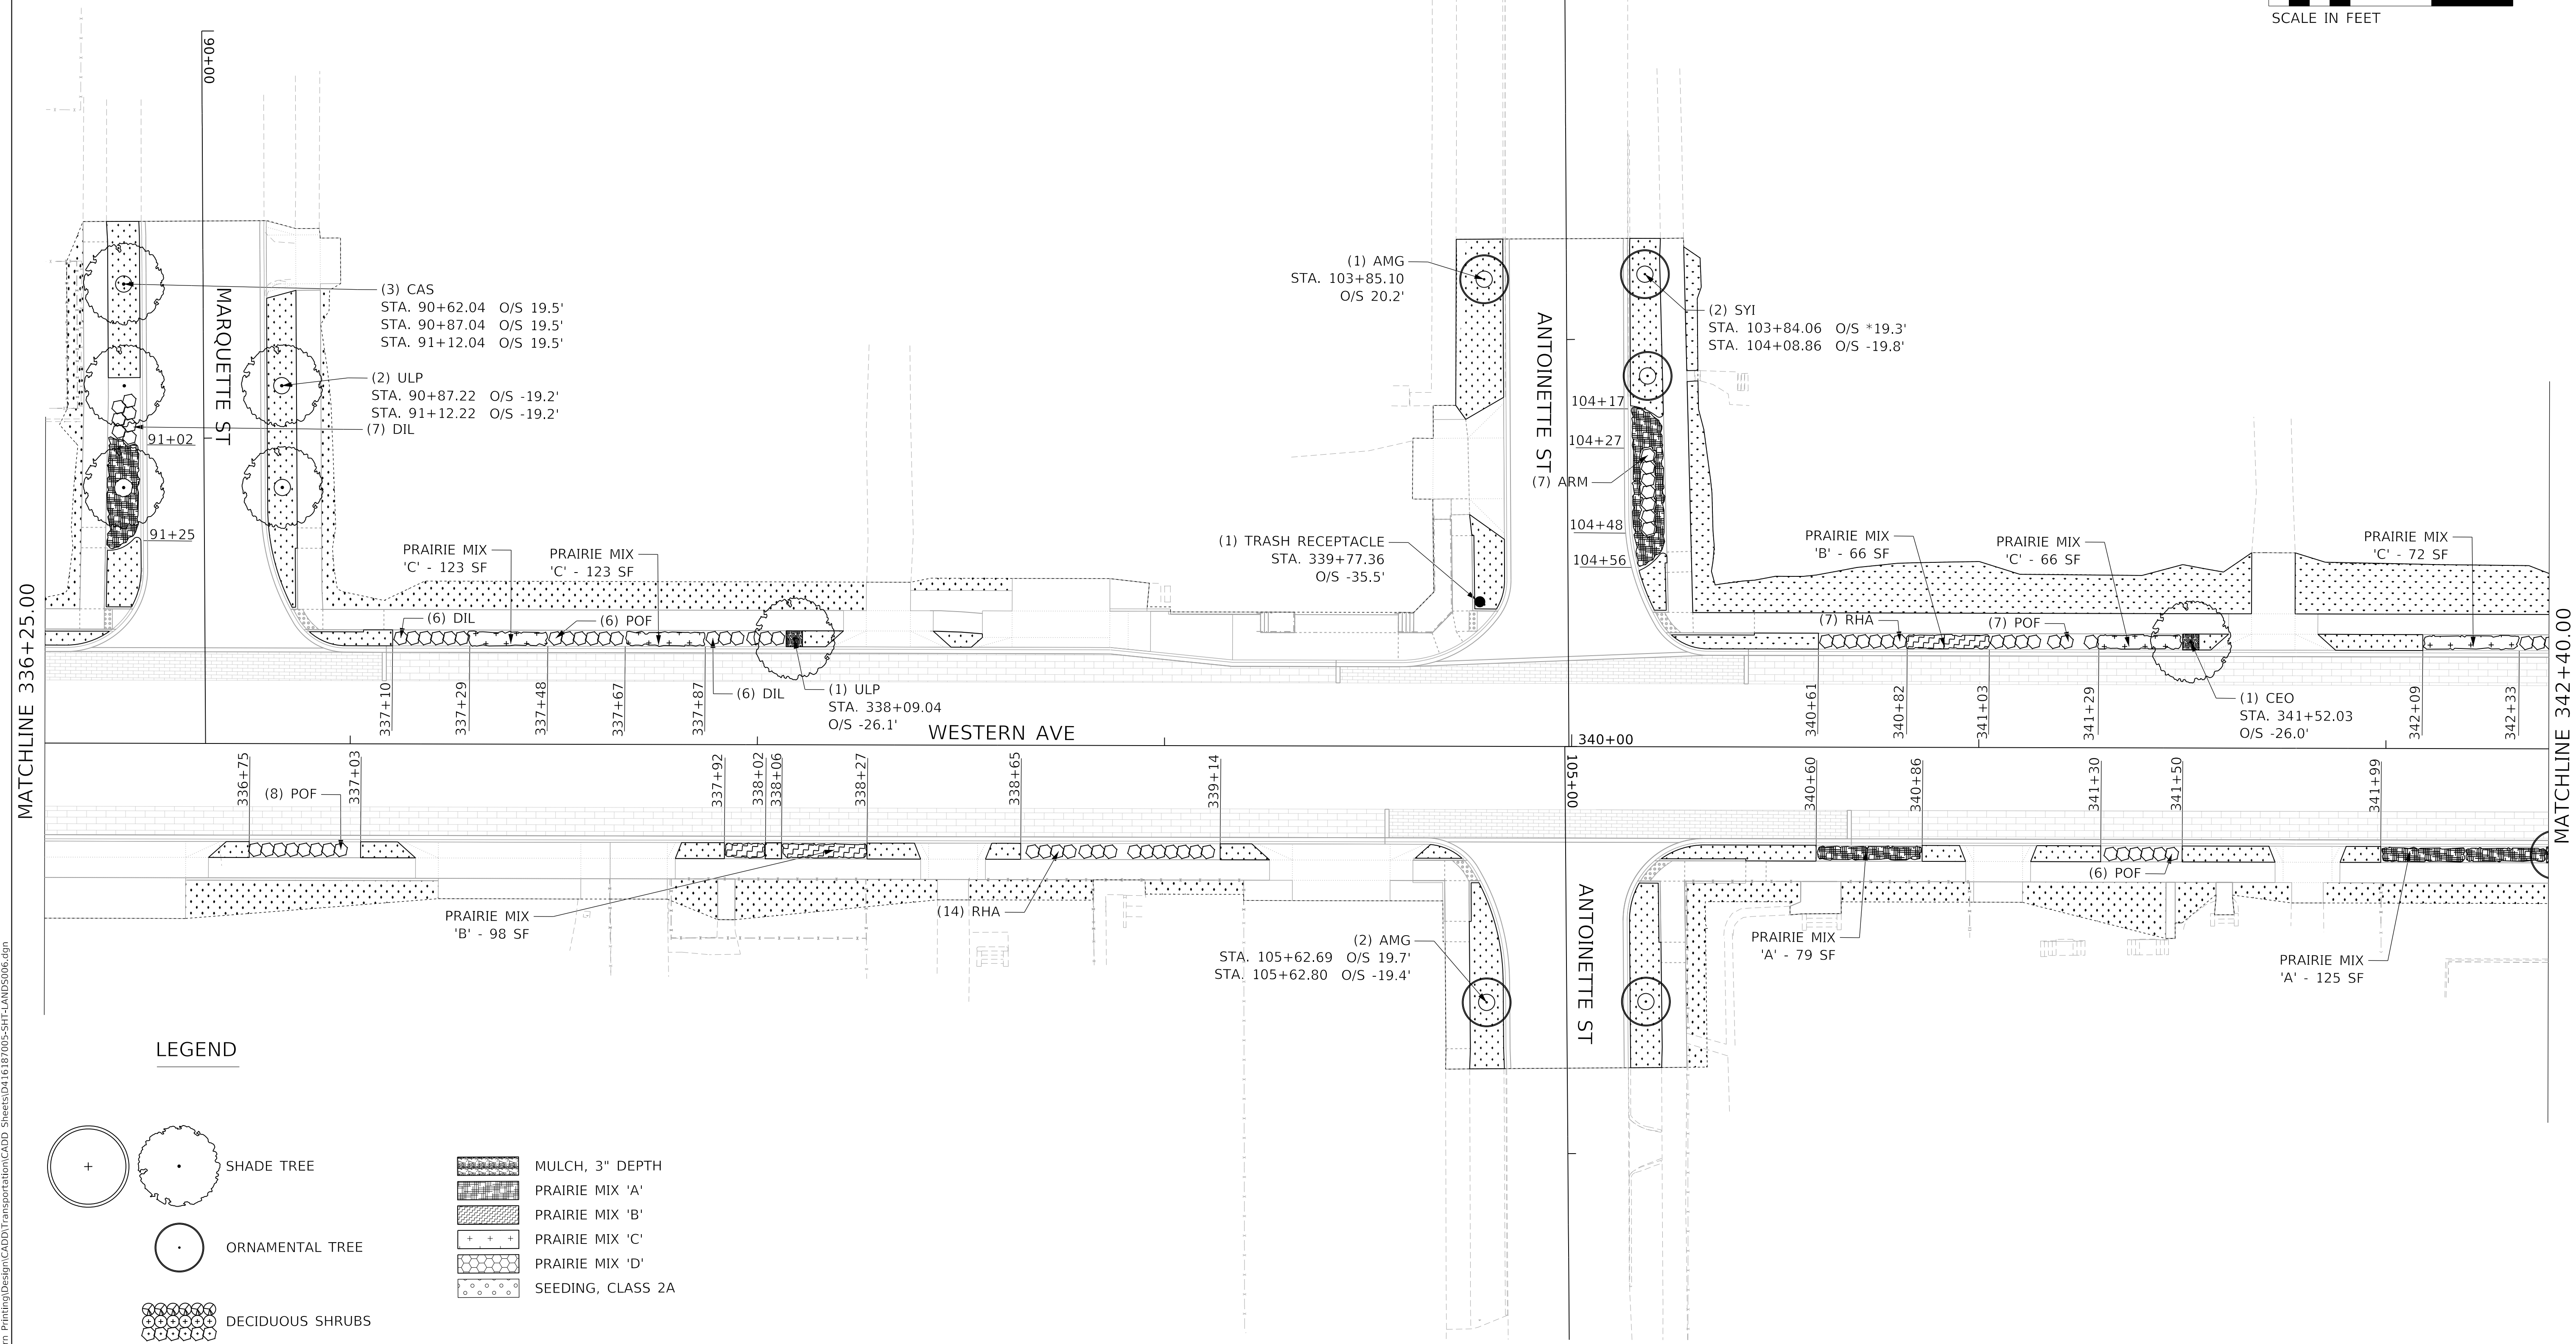 SCALE IN FEET
90+00
MARQUETTE ST
(3) CAS
STA. 90+62.04 O/S 19.5'
STA. 90+87.04 O/S 19.5'
STA. 91+12.04 O/S 19.5'
(2) ULP
STA. 90+87.22 O/S -19.2'
STA. 91+12.22 O/S -19.2'
(7) DIL
91+02
91+25
(1) AMG
STA. 103+85.10
O/S 20.2'
ANTOINETTE ST
(2) SYI
STA. 103+84.06 O/S *19.3'
STA. 104+08.86 O/S -19.8'
104+17
104+27
(7) ARM
104+48
104+56
(1) TRASH RECEPTACLE
STA. 339+77.36
O/S -35.5'
PRAIRIE MIX
'C' - 123 SF
PRAIRIE MIX
'C' - 123 SF
PRAIRIE MIX
'B' - 66 SF
PRAIRIE MIX
'C' - 66 SF
PRAIRIE MIX
'C' - 72 SF
(6) DIL
(6) POF
(7) RHA
(7) POF
MATCHLINE 336+25.00
MATCHLINE 342+40.00
337+10
337+29
337+48
337+67
337+87
(6) DIL
(1) ULP
STA. 338+09.04
O/S -26.1'
340+61
340+82
341+03
341+29
(1) CEO
STA. 341+52.03
O/S -26.0'
342+09
342+33
WESTERN AVE
340+00
105+00
336+75
(8) POF
337+03
337+92
338+02
338+06
338+27
338+65
339+14
340+60
340+86
341+30
341+50
341+99
(6) POF
PRAIRIE MIX
'B' - 98 SF
(14) RHA
(2) AMG
STA. 105+62.69 O/S 19.7'
STA. 105+62.80 O/S -19.4'
ANTOINETTE ST
PRAIRIE MIX
'A' - 79 SF
PRAIRIE MIX
'A' - 125 SF
LEGEND
SHADE TREE
ORNAMENTAL TREE
DECIDUOUS SHRUBS
MULCH, 3" DEPTH
PRAIRIE MIX 'A'
PRAIRIE MIX 'B'
PRAIRIE MIX 'C'
PRAIRIE MIX 'D'
SEEDING, CLASS 2A
Printing\Design\CADD\Transportation\CADD Sheets\D416187005-SHT-LANDS006.dgn